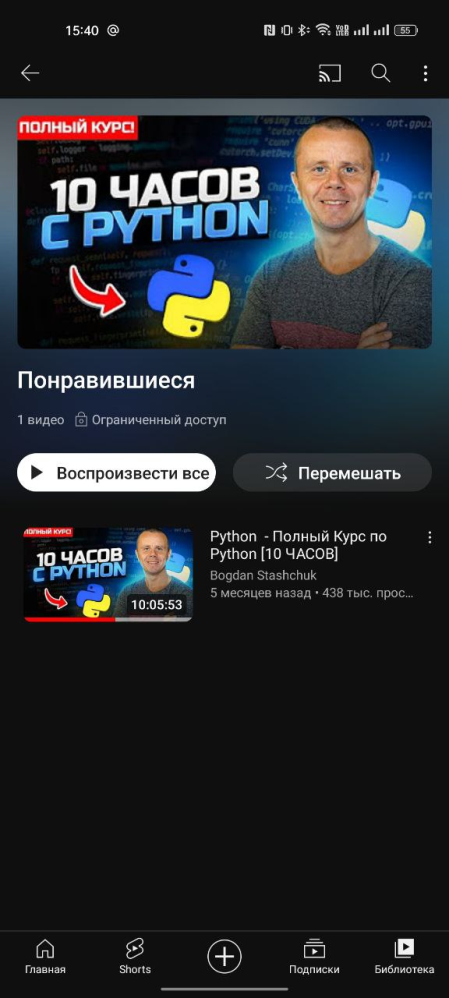 15:40 @
VoD LTE 55
ПОЛНЫЙ КУРС!
10 ЧАСОВ
С PYTHON
Понравившиеся
1 видео Ограниченный доступ
Воспроизвести все
Перемешать
ПОЛНЫЙ КУРС!
10 ЧАСОВ
С PYTHON
10:05:53
Python - Полный Курс по
Python [10 ЧАСОВ]
Bogdan Stashchuk
5 месяцев назад • 438 тыс. прос...
Главная
Shorts
Подписки
Библиотека